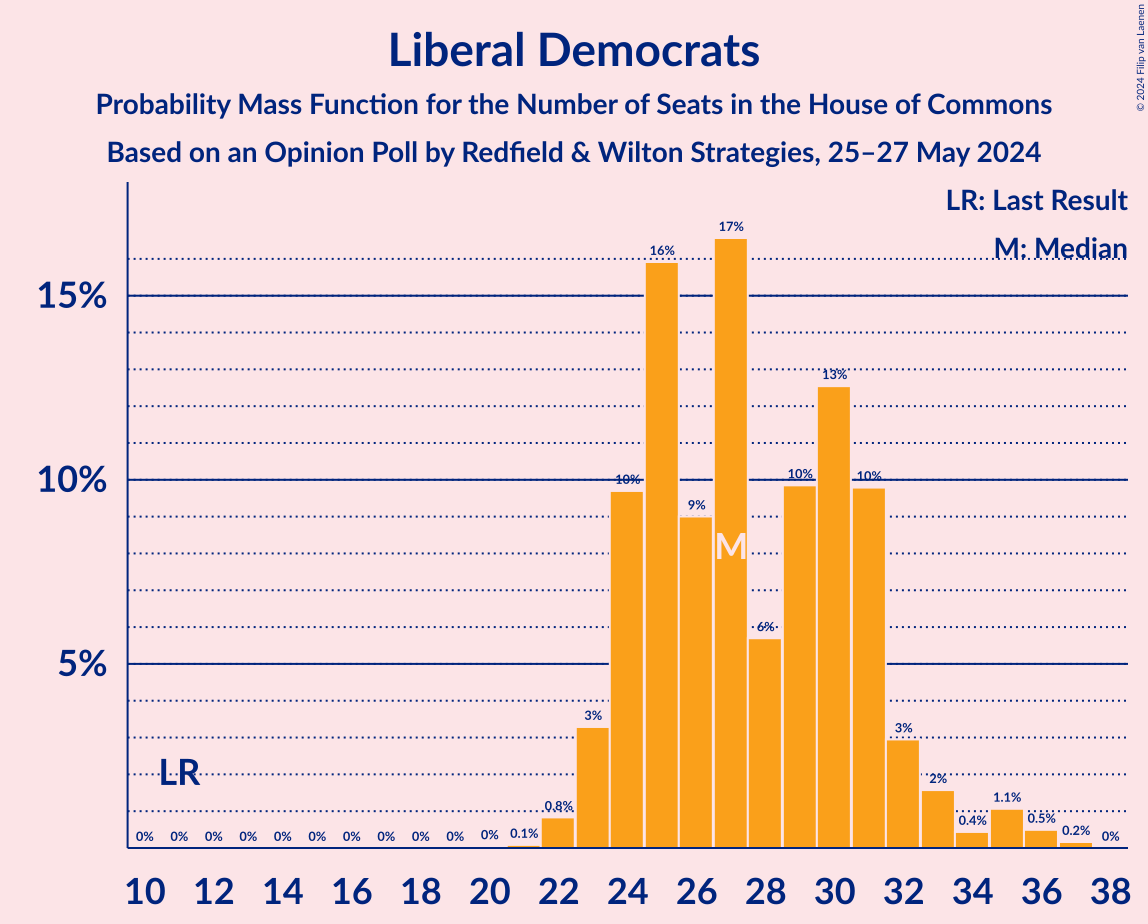 Liberal Democrats
Probability Mass Function for the Number of Seats in the House of Commons
Based on an Opinion Poll by Redfield & Wilton Strategies, 25–27 May 2024
© 2024 Filip van Laenen
LR: Last Result
M: Median
15%
10%
5%
LR
M
0% 0% 0% 0% 0% 0% 0% 0% 0% 0% 0% 0.1% 0.8% 3% 10% 16% 9% 17% 6% 10% 13% 10% 3% 2% 0.4% 1.1% 0.5% 0.2% 0%
10 12 14 16 18 20 22 24 26 28 30 32 34 36 38